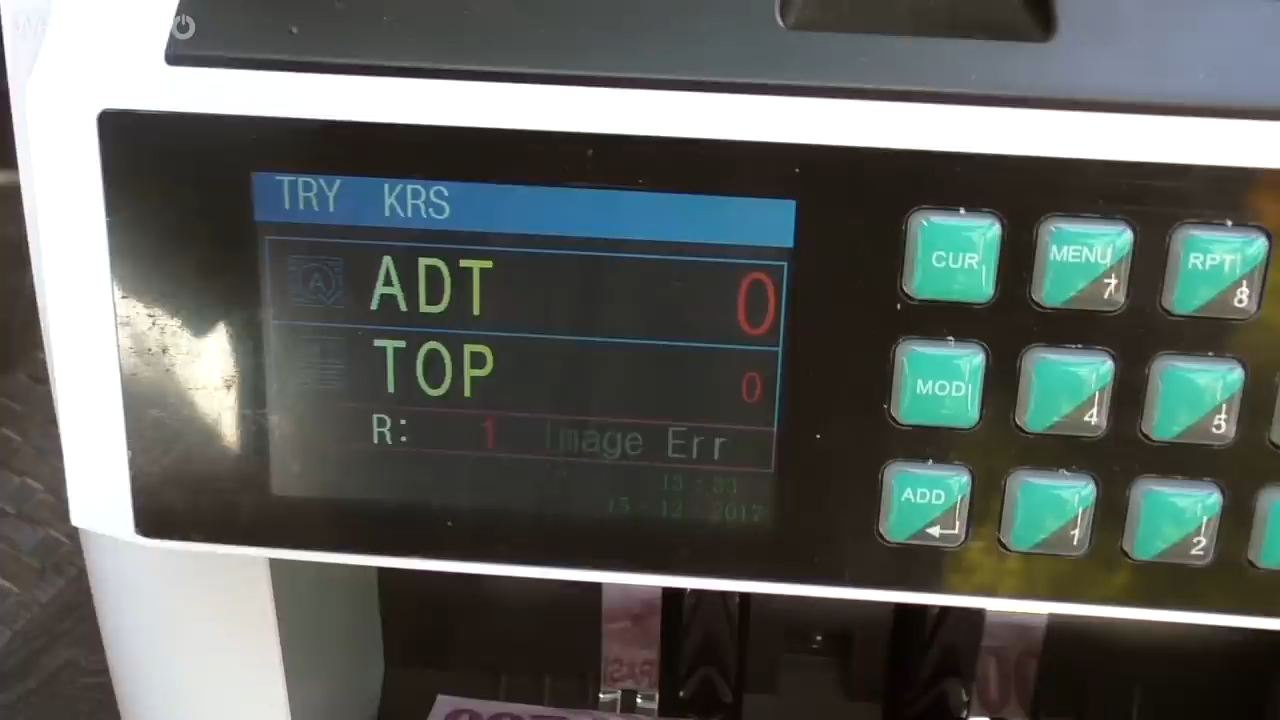 TRY KRS
ADT 0
TOP 0
R: 1 Image Err
13:33
15-12-2017
CUR
MENU 7
RPT 8
MOD
4
5
ADD
1
2